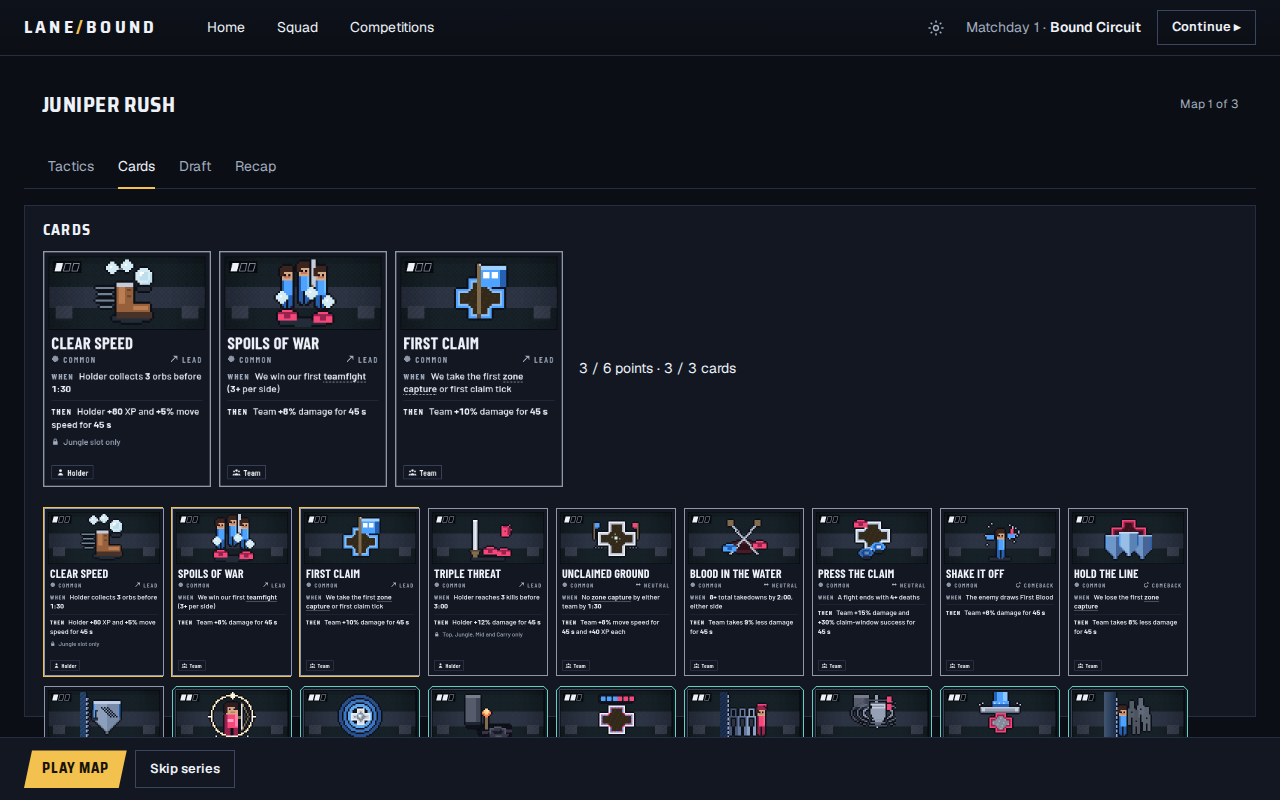 LANE/BOUND
Home
Squad
Competitions
Matchday 1 · Bound Circuit
Continue ▸
JUNIPER RUSH
Map 1 of 3
Tactics
Cards
Draft
Recap
CARDS
CLEAR SPEED
COMMON
LEAD
WHEN Holder collects 3 orbs before
1:30
THEN Holder +80 XP and +5% move
speed for 45 s
Jungle slot only
Holder
SPOILS OF WAR
COMMON
LEAD
WHEN We win our first teamfight
(3+ per side)
THEN Team +8% damage for 45 s
Team
FIRST CLAIM
COMMON
LEAD
WHEN We take the first zone
capture or first claim tick
THEN Team +10% damage for 45 s
Team
3 / 6 points · 3 / 3 cards
CLEAR SPEED
COMMON
LEAD
WHEN Holder collects 3 orbs before
1:30
THEN Holder +80 XP and +5% move
speed for 45 s
Jungle slot only
Holder
SPOILS OF WAR
COMMON
LEAD
WHEN We win our first teamfight
(3+ per side)
THEN Team +8% damage for 45 s
Team
FIRST CLAIM
COMMON
LEAD
WHEN We take the first zone
capture or first claim tick
THEN Team +10% damage for 45 s
Team
TRIPLE THREAT
COMMON
LEAD
WHEN Holder reaches 3 kills before
3:00
THEN Holder +12% damage for 45 s
Top, Jungle, Mid and Carry only
Holder
UNCLAIMED GROUND
COMMON
NEUTRAL
WHEN No zone capture by either
team by 1:30
THEN Team +8% move speed for
45 s and +40 XP each
Team
BLOOD IN THE WATER
COMMON
NEUTRAL
WHEN 6+ total takedowns by 2:00,
either side
THEN Team takes 9% less damage
for 45 s
Team
PRESS THE CLAIM
COMMON
NEUTRAL
WHEN A fight ends with 4+ deaths
THEN Team +15% damage and
+30% claim-window success for
45 s
Team
SHAKE IT OFF
COMMON
COMEBACK
WHEN The enemy draws First Blood
THEN Team +8% damage for 45 s
Team
HOLD THE LINE
COMMON
COMEBACK
WHEN We lose the first zone
capture
THEN Team takes 8% less damage
for 45 s
Team
PLAY MAP
Skip series